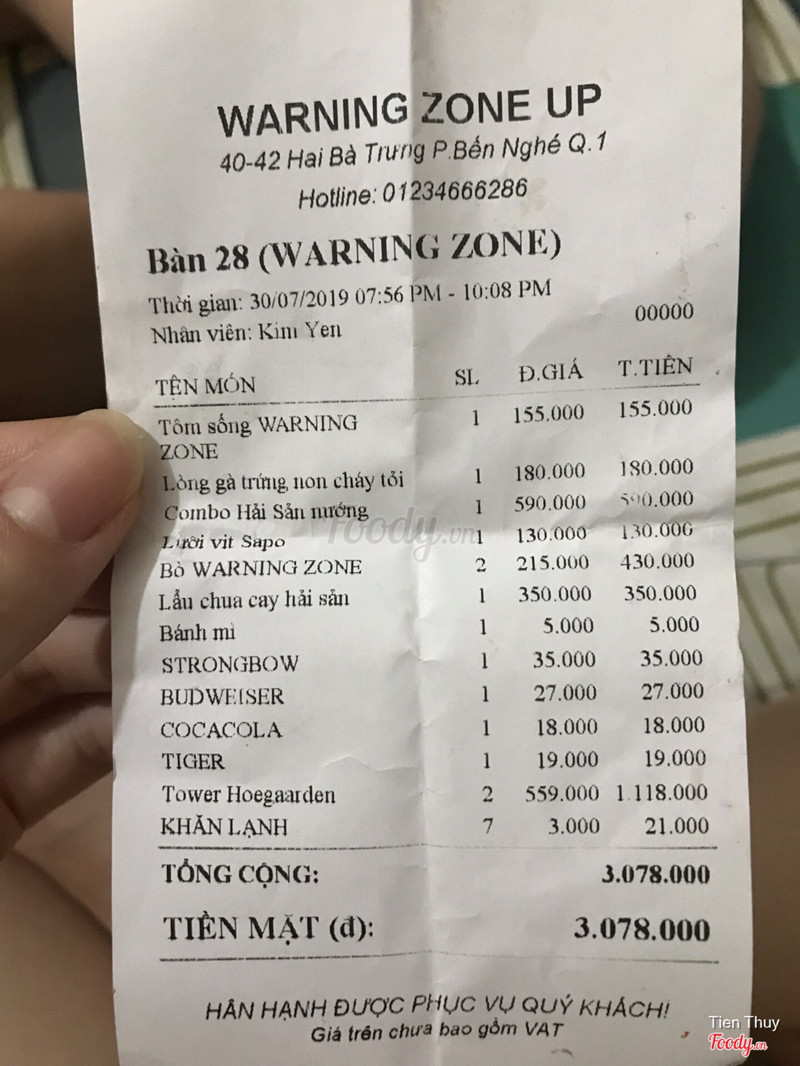 WARNING ZONE UP
40-42 Hai Bà Trưng P.Bến Nghé Q.1
Hotline: 01234666286
Bàn 28 (WARNING ZONE)
Thời gian: 30/07/2019 07:56 PM - 10:08 PM
00000
Nhân viên: Kim Yen
TÊN MÓN SL Đ.GIÁ T.TIỀN
Tôm sống WARNING 1 155.000 155.000
ZONE
Lòng gà trứng non cháy tỏi 1 180.000 180.000
Combo Hải Sản nướng 1 590.000 590.000
Lưỡi vịt Sapo 1 130.000 130.000
Bò WARNING ZONE 2 215.000 430.000
Lẩu chua cay hải sản 1 350.000 350.000
Bánh mì 1 5.000 5.000
STRONGBOW 1 35.000 35.000
BUDWEISER 1 27.000 27.000
COCACOLA 1 18.000 18.000
TIGER 1 19.000 19.000
Tower Hoegaarden 2 559.000 1.118.000
KHĂN LẠNH 7 3.000 21.000
TỔNG CỘNG: 3.078.000
TIỀN MẶT (đ): 3.078.000
HÂN HẠNH ĐƯỢC PHỤC VỤ QUÝ KHÁCH!
Giá trên chưa bao gồm VAT
Foody.vn
Tien Thuy
Foody.vn